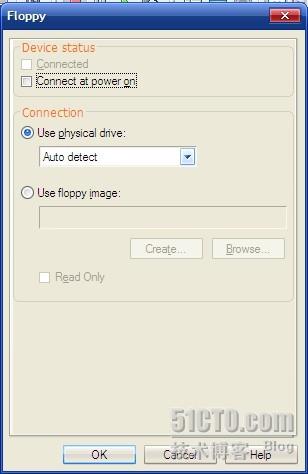 Floppy
Device status
Connected
Connect at power on
Connection
Use physical drive:
Auto detect
Use floppy image:
Create...
Browse...
Read Only
51CTO.com
技术博客 Blog
OK
Cancel
Help